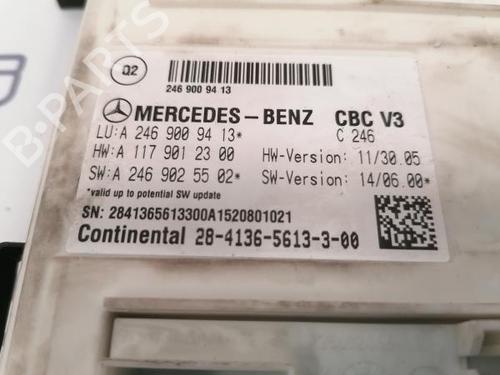 Q2
246 900 94 13
MERCEDES-BENZ CBC V3
LU: A 246 900 94 13* C 246
HW: A 117 901 23 00 HW-Version: 11/30.05
SW: A 246 902 55 02* SW-Version: 14/06.00*
*valid up to potential SW update
SN: 2841365613300A1520801021
Continental 28-4136-5613-3-00
B-PARTS